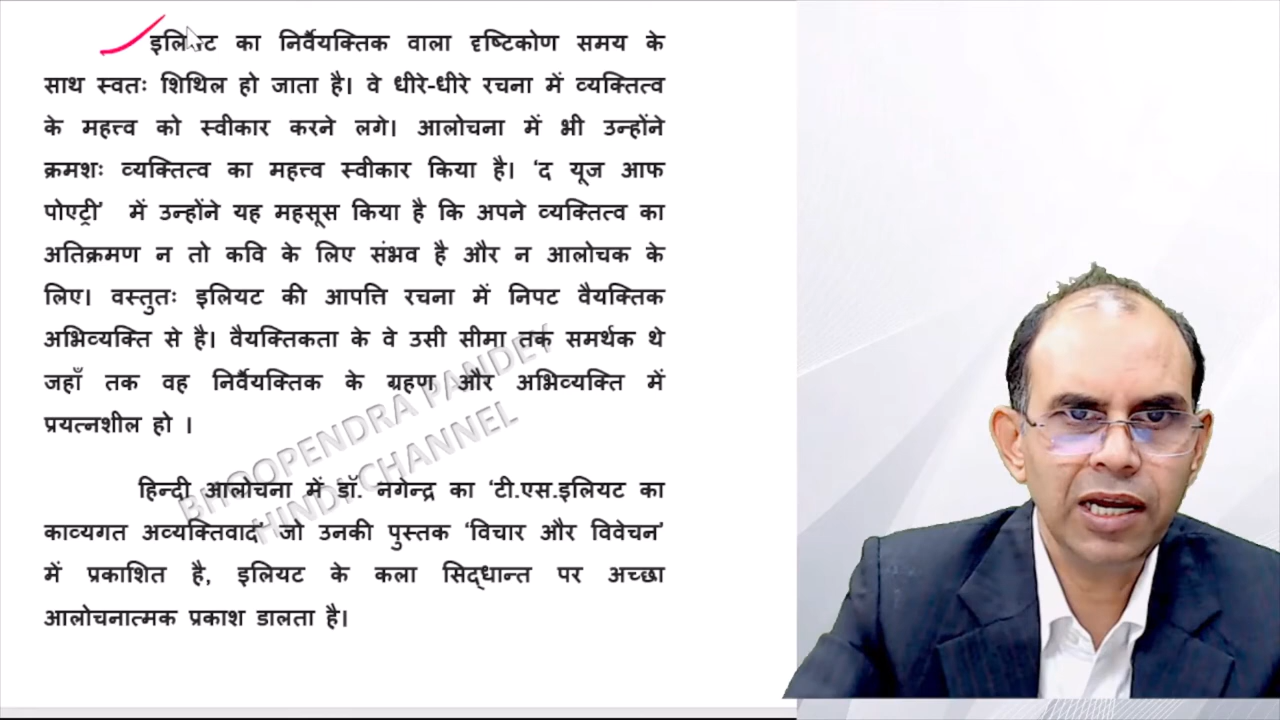 इलियट का निर्वैयक्तिक वाला दृष्टिकोण समय के
साथ स्वतः शिथिल हो जाता है। वे धीरे-धीरे रचना में व्यक्तित्व
के महत्त्व को स्वीकार करने लगे। आलोचना में भी उन्होंने
क्रमशः व्यक्तित्व का महत्त्व स्वीकार किया है। ‘द यूज आफ
पोएट्री’ में उन्होंने यह महसूस किया है कि अपने व्यक्तित्व का
अतिक्रमण न तो कवि के लिए संभव है और न आलोचक के
लिए। वस्तुतः इलियट की आपत्ति रचना में निपट वैयक्तिक
अभिव्यक्ति से है। वैयक्तिकता के वे उसी सीमा तक समर्थक थे
जहाँ तक वह निर्वैयक्तिक के ग्रहण और अभिव्यक्ति में
प्रयत्नशील हो ।
हिन्दी आलोचना में डॉ. नगेन्द्र का ‘टी.एस.इलियट का
काव्यगत अव्यक्तिवाद’ जो उनकी पुस्तक ‘विचार और विवेचन’
में प्रकाशित है, इलियट के कला सिद्धान्त पर अच्छा
आलोचनात्मक प्रकाश डालता है।
BHOOPENDRA PANDEY
HINDI CHANNEL